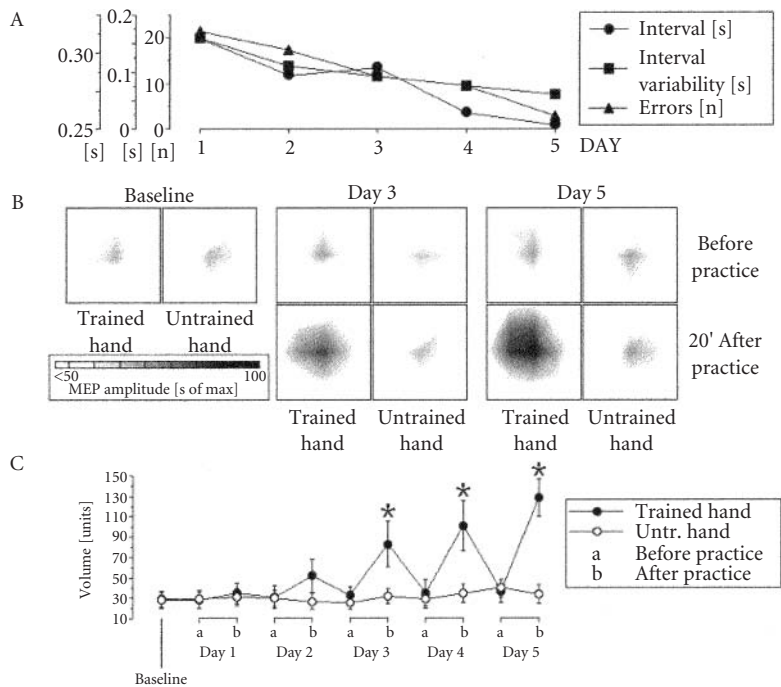 A
0.30
0.25
[s]
0.2
0.1
0
[s]
20
10
0
[n]
1 2 3 4 5 DAY
Interval [s]
Interval
variability [s]
Errors [n]
B
Baseline
Day 3
Day 5
Before
practice
Trained
hand
Untrained
hand
<50 100
MEP amplitude [s of max]
20' After
practice
Trained
hand
Untrained
hand
Trained
hand
Untrained
hand
C
Volume [units]
150
130
110
90
70
50
30
10
* * *
a b a b a b a b a b
Day 1 Day 2 Day 3 Day 4 Day 5
Baseline
Trained hand
Untr. hand
a Before practice
b After practice